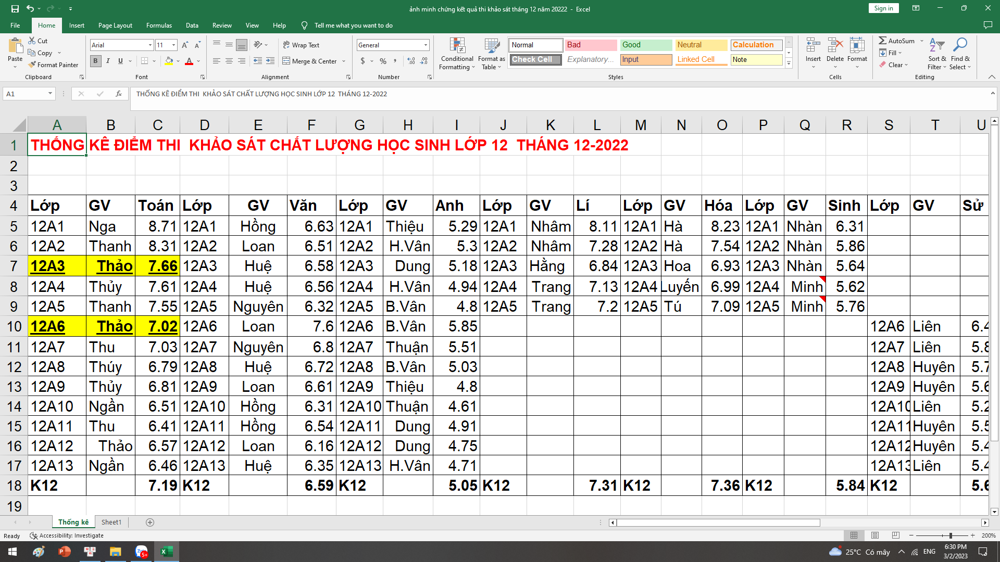 ảnh minh chứng kết quả thi khảo sát tháng 12 năm 20222 - Excel
Sign in
File Home Insert Page Layout Formulas Data Review View Help Tell me what you want to do
Paste Cut Copy Format Painter
Arial 11 General
B I U Wrap Text Merge & Center $ % ,
Conditional Formatting Format as Table
Normal Bad Good Neutral Calculation
Check Cell Explanatory... Input Linked Cell Note
Insert Delete Format
AutoSum Fill Clear Sort & Filter Find & Select
Clipboard Font Alignment Number Styles Cells Editing
A1 fx THỐNG KÊ ĐIỂM THI KHẢO SÁT CHẤT LƯỢNG HỌC SINH LỚP 12 THÁNG 12-2022
A B C D E F G H I J K L M N O P Q R S T U
1 THỐNG KÊ ĐIỂM THI KHẢO SÁT CHẤT LƯỢNG HỌC SINH LỚP 12 THÁNG 12-2022
2
3
4 Lớp GV Toán Lớp GV Văn Lớp GV Anh Lớp GV Lí Lớp GV Hóa Lớp GV Sinh Lớp GV Sử
5 12A1 Nga 8.71 12A1 Hồng 6.63 12A1 Thiệu 5.29 12A1 Nhâm 8.11 12A1 Hà 8.23 12A1 Nhàn 6.31
6 12A2 Thanh 8.31 12A2 Loan 6.51 12A2 H.Vân 5.3 12A2 Nhâm 7.28 12A2 Hà 7.54 12A2 Nhàn 5.86
7 12A3 Thảo 7.66 12A3 Huệ 6.58 12A3 Dung 5.18 12A3 Hằng 6.84 12A3 Hoa 6.93 12A3 Nhàn 5.64
8 12A4 Thủy 7.61 12A4 Huệ 6.56 12A4 H.Vân 4.94 12A4 Trang 7.13 12A4 Luyến 6.99 12A4 Minh 5.62
9 12A5 Thanh 7.55 12A5 Nguyên 6.32 12A5 B.Vân 4.8 12A5 Trang 7.2 12A5 Tú 7.09 12A5 Minh 5.76
10 12A6 Thảo 7.02 12A6 Loan 7.6 12A6 B.Vân 5.85 12A6 Liên 6.4
11 12A7 Thu 7.03 12A7 Nguyên 6.8 12A7 Thuận 5.51 12A7 Liên 5.8
12 12A8 Thúy 6.79 12A8 Huệ 6.72 12A8 B.Vân 5.03 12A8 Huyên 5.7
13 12A9 Thủy 6.81 12A9 Loan 6.61 12A9 Thiệu 4.8 12A9 Huyên 5.6
14 12A10 Ngần 6.51 12A10 Hồng 6.31 12A10 Thuận 4.61 12A10 Liên 5.2
15 12A11 Thu 6.41 12A11 Hồng 6.54 12A11 Dung 4.91 12A11 Huyên 5.5
16 12A12 Thảo 6.57 12A12 Loan 6.16 12A12 Dung 4.75 12A12 Huyên 5.4
17 12A13 Ngần 6.46 12A13 Huệ 6.35 12A13 H.Vân 4.71 12A13 Liên 5.4
18 K12 7.19 K12 6.59 K12 5.05 K12 7.31 K12 7.36 K12 5.84 K12 5.6
19
Thống kê Sheet1
Ready Accessibility: Investigate 200%
25°C Có mây ENG 6:30 PM
3/2/2023